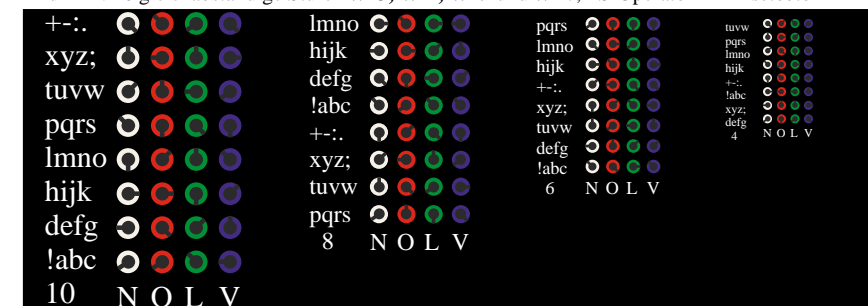 +-:.
xyz;
tuvw
pqrs
lmno
hijk
defg
!abc
10 N O L V
lmno
hijk
defg
!abc
+-:.
xyz;
tuvw
pqrs
8 N O L V
pqrs
lmno
hijk
+-:.
xyz;
tuvw
defg
!abc
6 N O L V
tuvw
pqrs
lmno
hijk
+-:.
!abc
xyz;
defg
4 N O L V